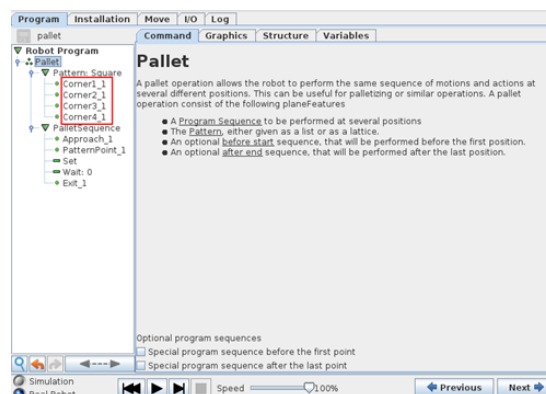 Program Installation Move I/O Log
pallet
Command Graphics Structure Variables
Robot Program
Pallet
Pattern: Square
Corner1_1
Corner2_1
Corner3_1
Corner4_1
PalletSequence
Approach_1
PatternPoint_1
Set
Wait: 0
Exit_1
Pallet
A pallet operation allows the robot to perform the same sequence of motions and actions at
several different positions. This can be useful for palletizing or similar operations. A pallet
operation consist of the following planeFeatures
A Program Sequence to be performed at several positions
The Pattern, either given as a list or as a lattice.
An optional before start sequence, that will be performed before the first position.
An optional after end sequence, that will be performed after the last position.
Optional program sequences
Special program sequence before the first point
Special program sequence after the last point
Simulation
Real Robot
Speed 100%
Previous Next